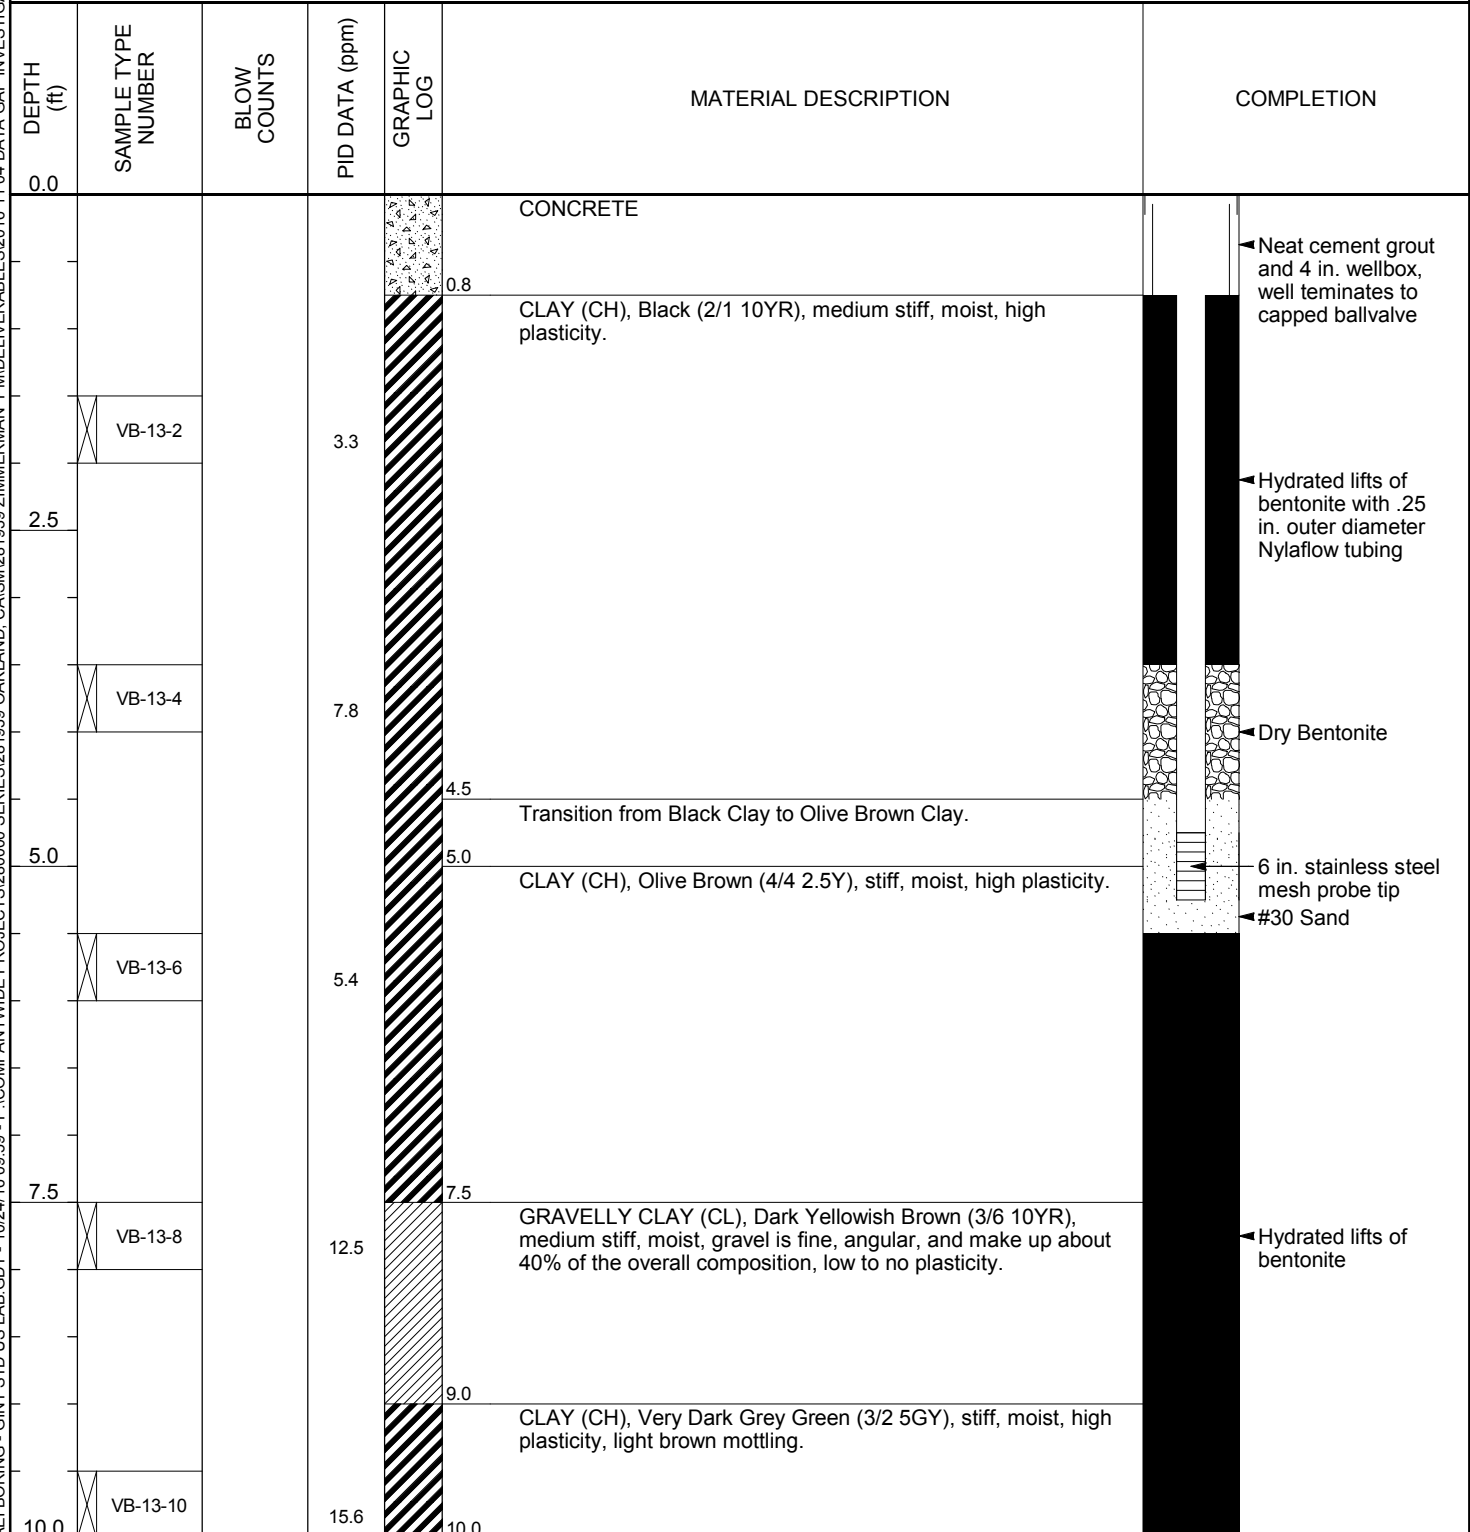 DEPTH
(ft)
SAMPLE TYPE
NUMBER
BLOW
COUNTS
PID DATA (ppm)
GRAPHIC
LOG
MATERIAL DESCRIPTION
COMPLETION
0.0
CONCRETE
0.8
Neat cement grout
and 4 in. wellbox,
well teminates to
capped ballvalve
CLAY (CH), Black (2/1 10YR), medium stiff, moist, high
plasticity.
VB-13-2
3.3
2.5
Hydrated lifts of
bentonite with .25
in. outer diameter
Nylaflow tubing
VB-13-4
7.8
Dry Bentonite
4.5
Transition from Black Clay to Olive Brown Clay.
5.0
5.0
CLAY (CH), Olive Brown (4/4 2.5Y), stiff, moist, high plasticity.
6 in. stainless steel
mesh probe tip
#30 Sand
VB-13-6
5.4
7.5
7.5
GRAVELLY CLAY (CL), Dark Yellowish Brown (3/6 10YR),
medium stiff, moist, gravel is fine, angular, and make up about
40% of the overall composition, low to no plasticity.
VB-13-8
12.5
Hydrated lifts of
bentonite
9.0
CLAY (CH), Very Dark Grey Green (3/2 5GY), stiff, moist, high
plasticity, light brown mottling.
VB-13-10
15.6
10.0
10.0